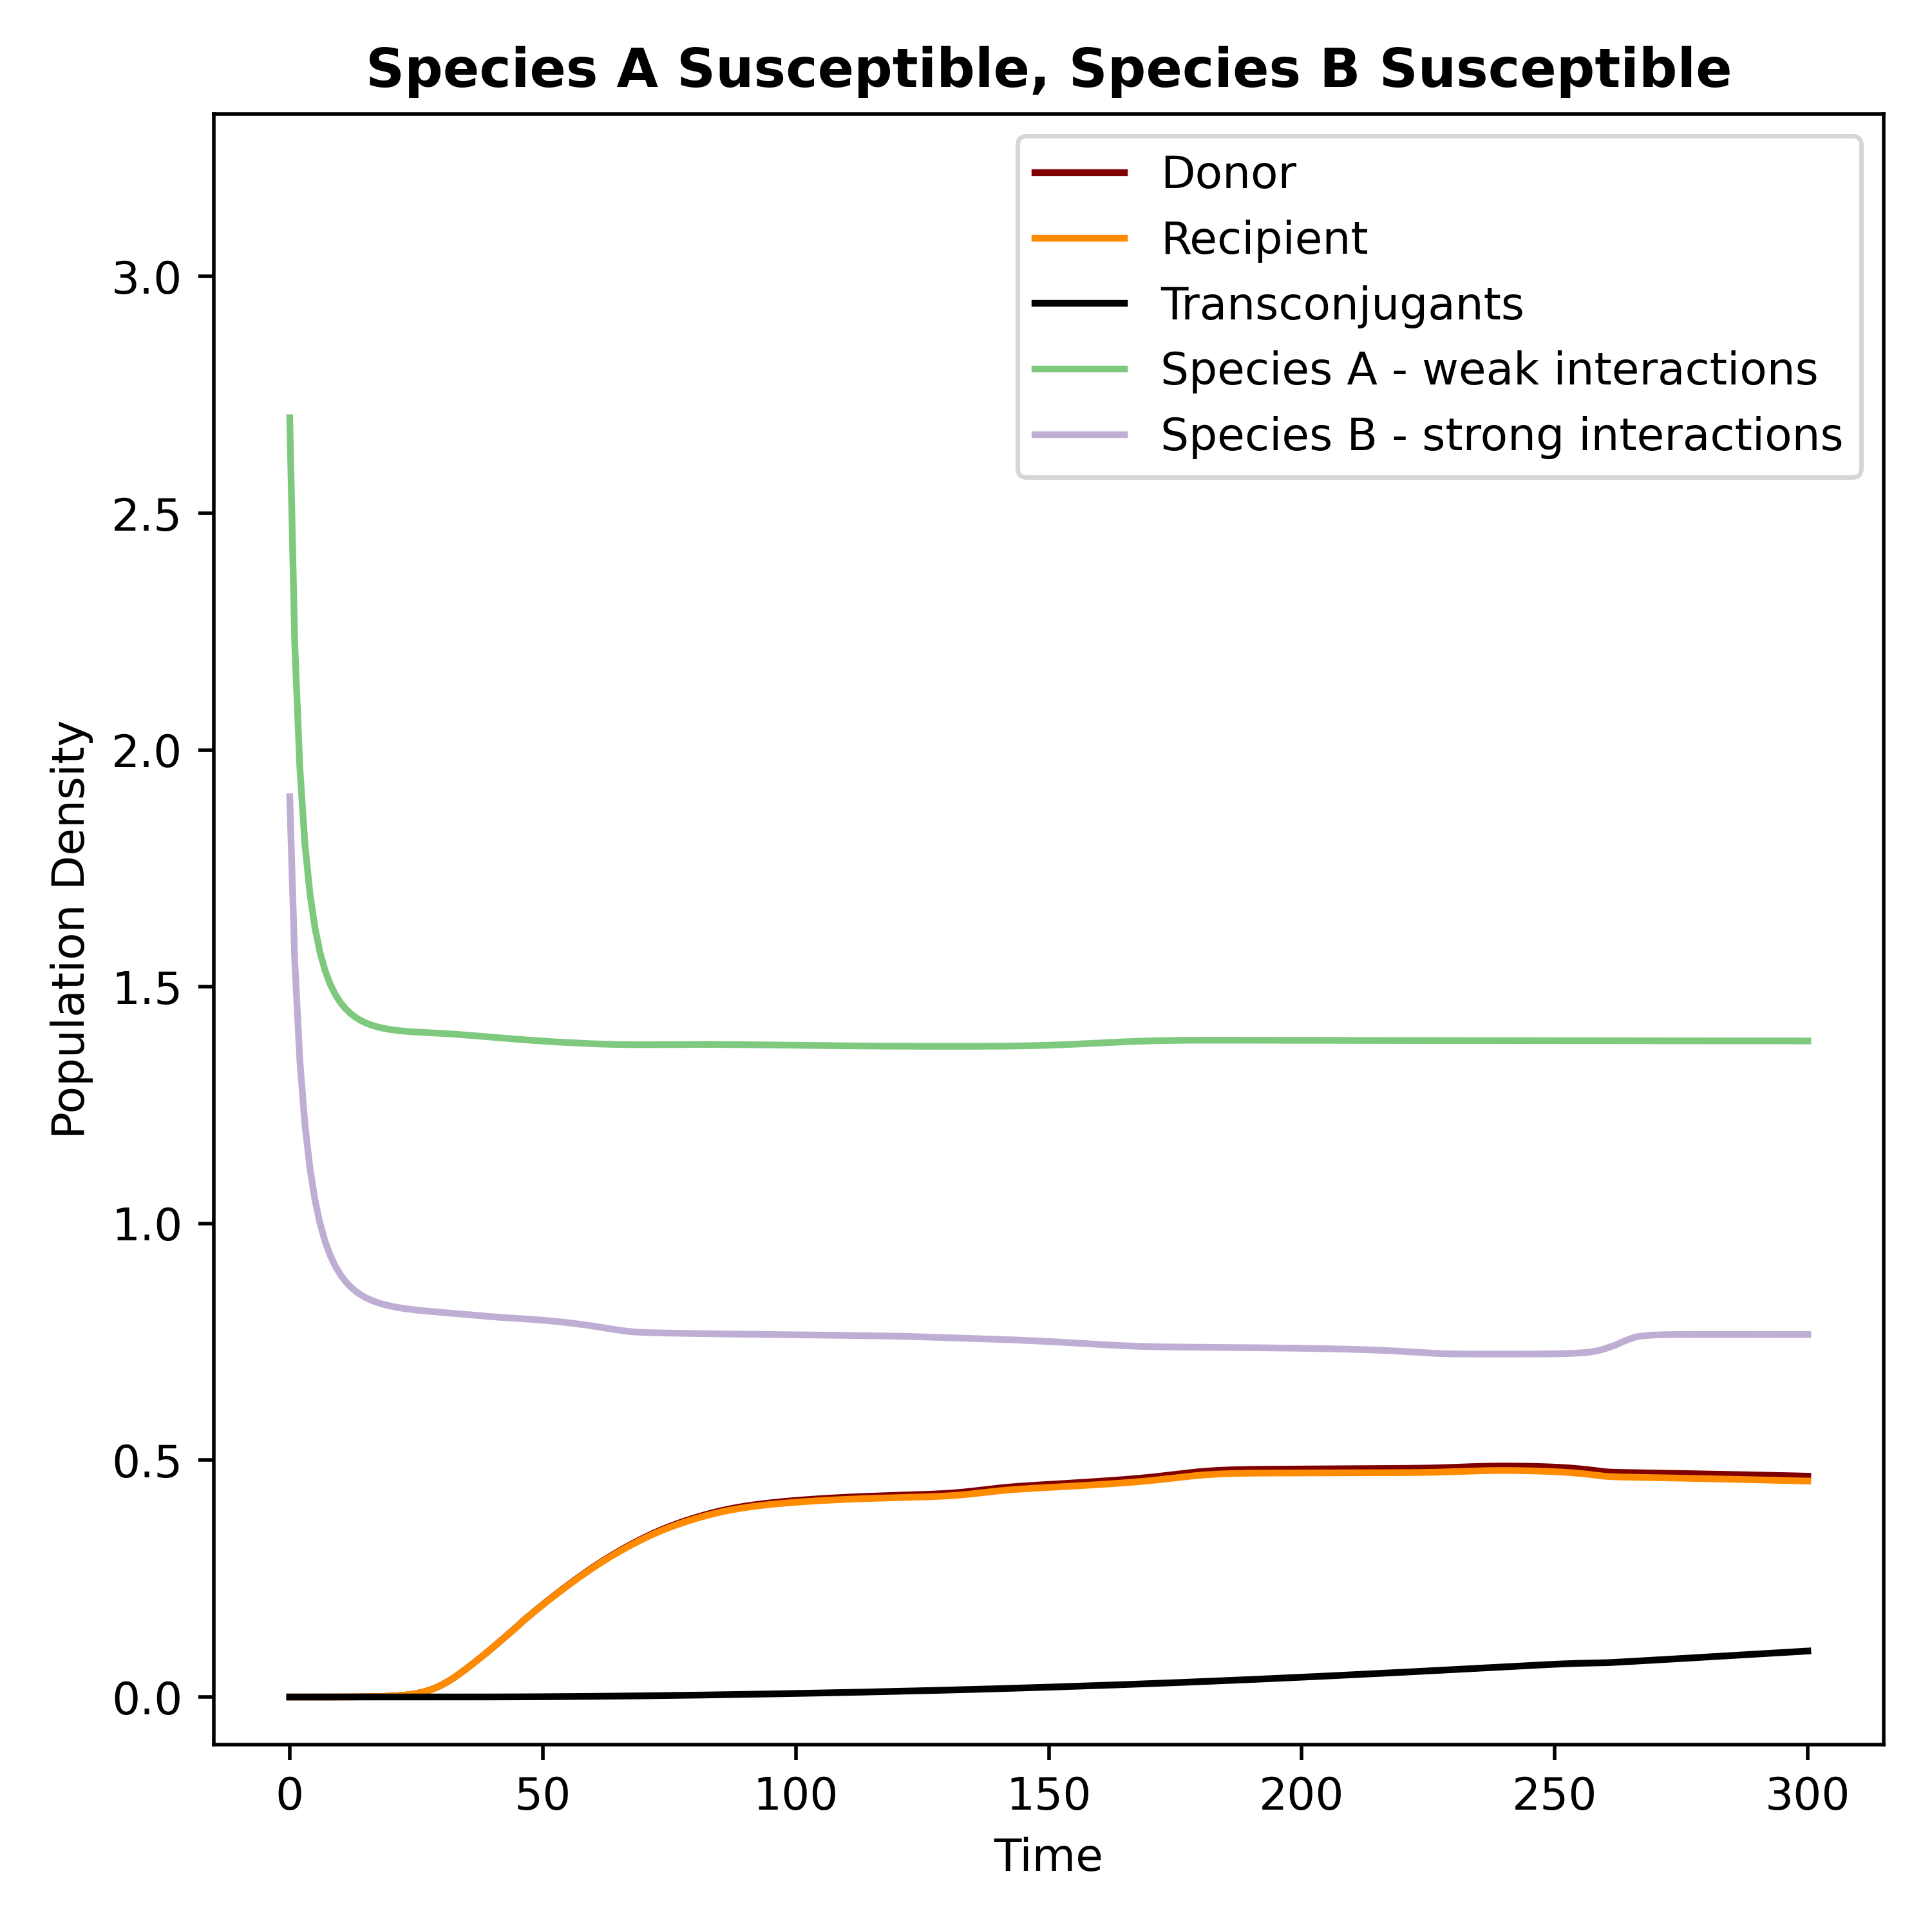 Species A Susceptible, Species B Susceptible
Donor
Recipient
Transconjugants
Species A - weak interactions
Species B - strong interactions
3.0
2.5
2.0
1.5
1.0
0.5
0.0
Population Density
0 50 100 150 200 250 300
Time